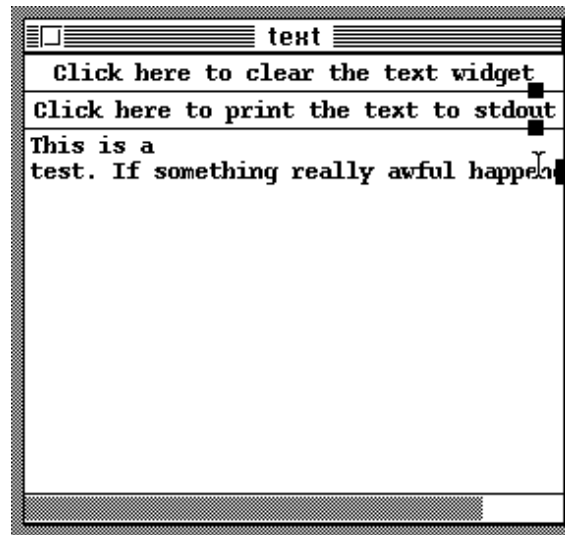 text
Click here to clear the text widget
Click here to print the text to stdout
This is a
test. If something really awful